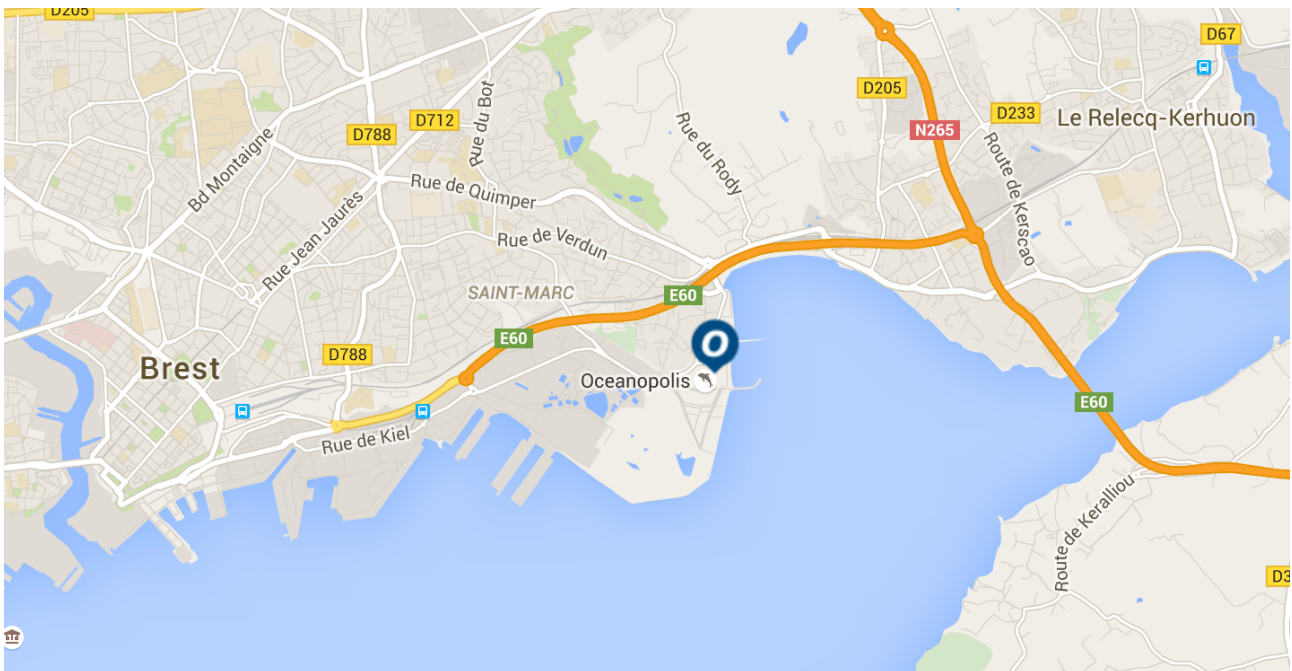 D205
D67
D205
D233
Le Relecq-Kerhuon
D712
D788
N265
Rue du Bot
Rue du Rody
Route de Kerscao
Bd Montaigne
Rue de Quimper
Rue Jean Jaurès
Rue de Verdun
SAINT-MARC
E60
E60
O
D788
Brest
Oceanopolis
E60
Rue de Kiel
Route de Keralliou
D3